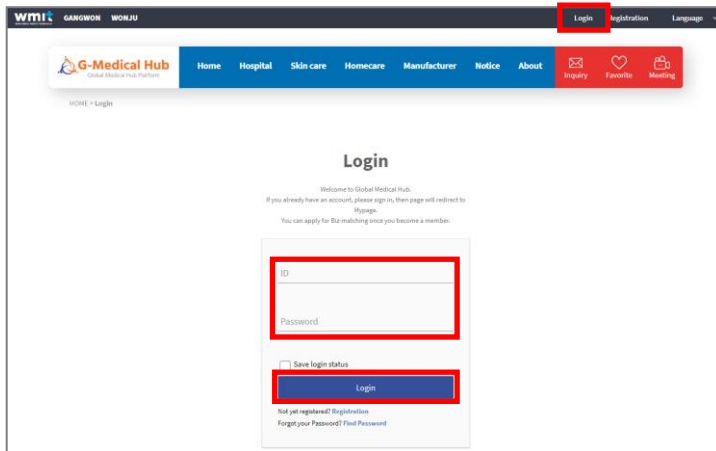 wmit GANGWON WONJU Login Registration Language
G-Medical Hub Home Hospital Skin care Homecare Manufacturer Notice About Inquiry Favorite Meeting
Global Medical Hub Platform
HOME > Login
Login
Welcome to Global Medical Hub.
If you already have an account, please sign in, then page will redirect to
Mypage.
You can apply for Biz-matching once you become a member.
ID
Password
Save login status
Login
Not yet registered? Registration
Forgot your Password? Find Password